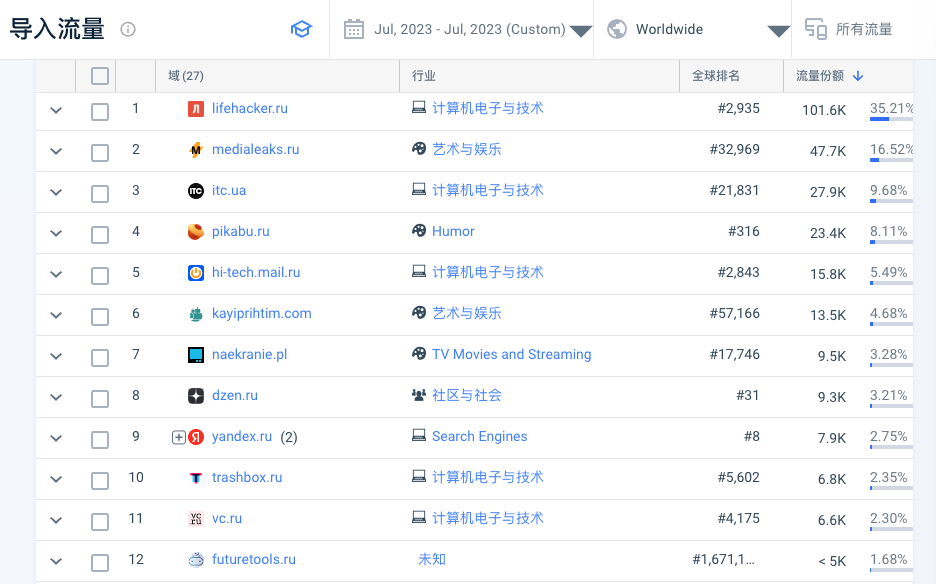 导入流量 Jul, 2023 - Jul, 2023 (Custom) Worldwide 所有流量
域 (27) 行业 全球排名 流量份额
1 lifehacker.ru 计算机电子与技术 #2,935 101.6K 35.21%
2 medialeaks.ru 艺术与娱乐 #32,969 47.7K 16.52%
3 itc.ua 计算机电子与技术 #21,831 27.9K 9.68%
4 pikabu.ru Humor #316 23.4K 8.11%
5 hi-tech.mail.ru 计算机电子与技术 #2,843 15.8K 5.49%
6 kayiprihtim.com 艺术与娱乐 #57,166 13.5K 4.68%
7 naekranie.pl TV Movies and Streaming #17,746 9.5K 3.28%
8 dzen.ru 社区与社会 #31 9.3K 3.21%
9 yandex.ru (2) Search Engines #8 7.9K 2.75%
10 trashbox.ru 计算机电子与技术 #5,602 6.8K 2.35%
11 vc.ru 计算机电子与技术 #4,175 6.6K 2.30%
12 futuretools.ru 未知 #1,671,1... < 5K 1.68%